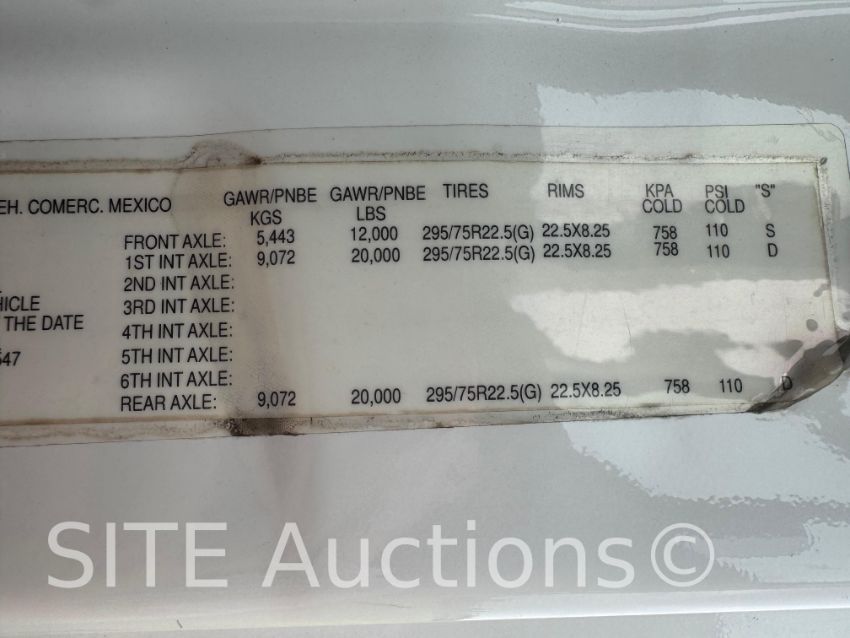 EH. COMERC. MEXICO GAWR/PNBE KGS GAWR/PNBE LBS TIRES RIMS KPA COLD PSI COLD "S"
FRONT AXLE: 5,443 12,000 295/75R22.5(G) 22.5X8.25 758 110 S
1ST INT AXLE: 9,072 20,000 295/75R22.5(G) 22.5X8.25 758 110 D
2ND INT AXLE:
HICLE 3RD INT AXLE:
THE DATE
4TH INT AXLE:
547 5TH INT AXLE:
6TH INT AXLE:
REAR AXLE: 9,072 20,000 295/75R22.5(G) 22.5X8.25 758 110 D
SITE Auctions©